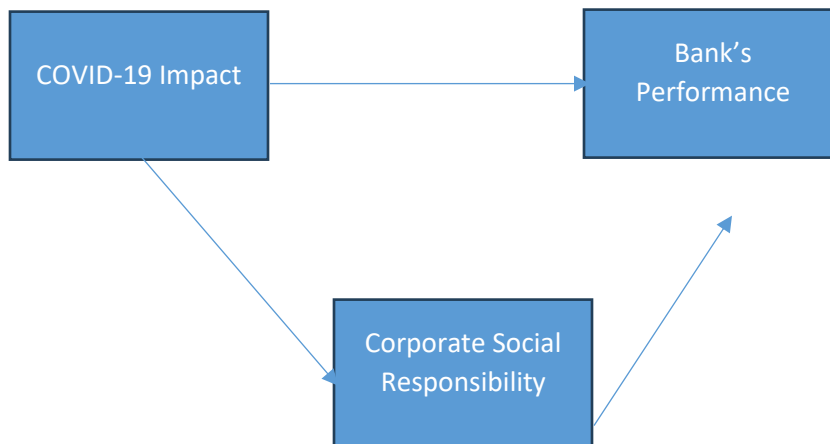 COVID-19 Impact
Bank’s
Performance
Corporate Social
Responsibility